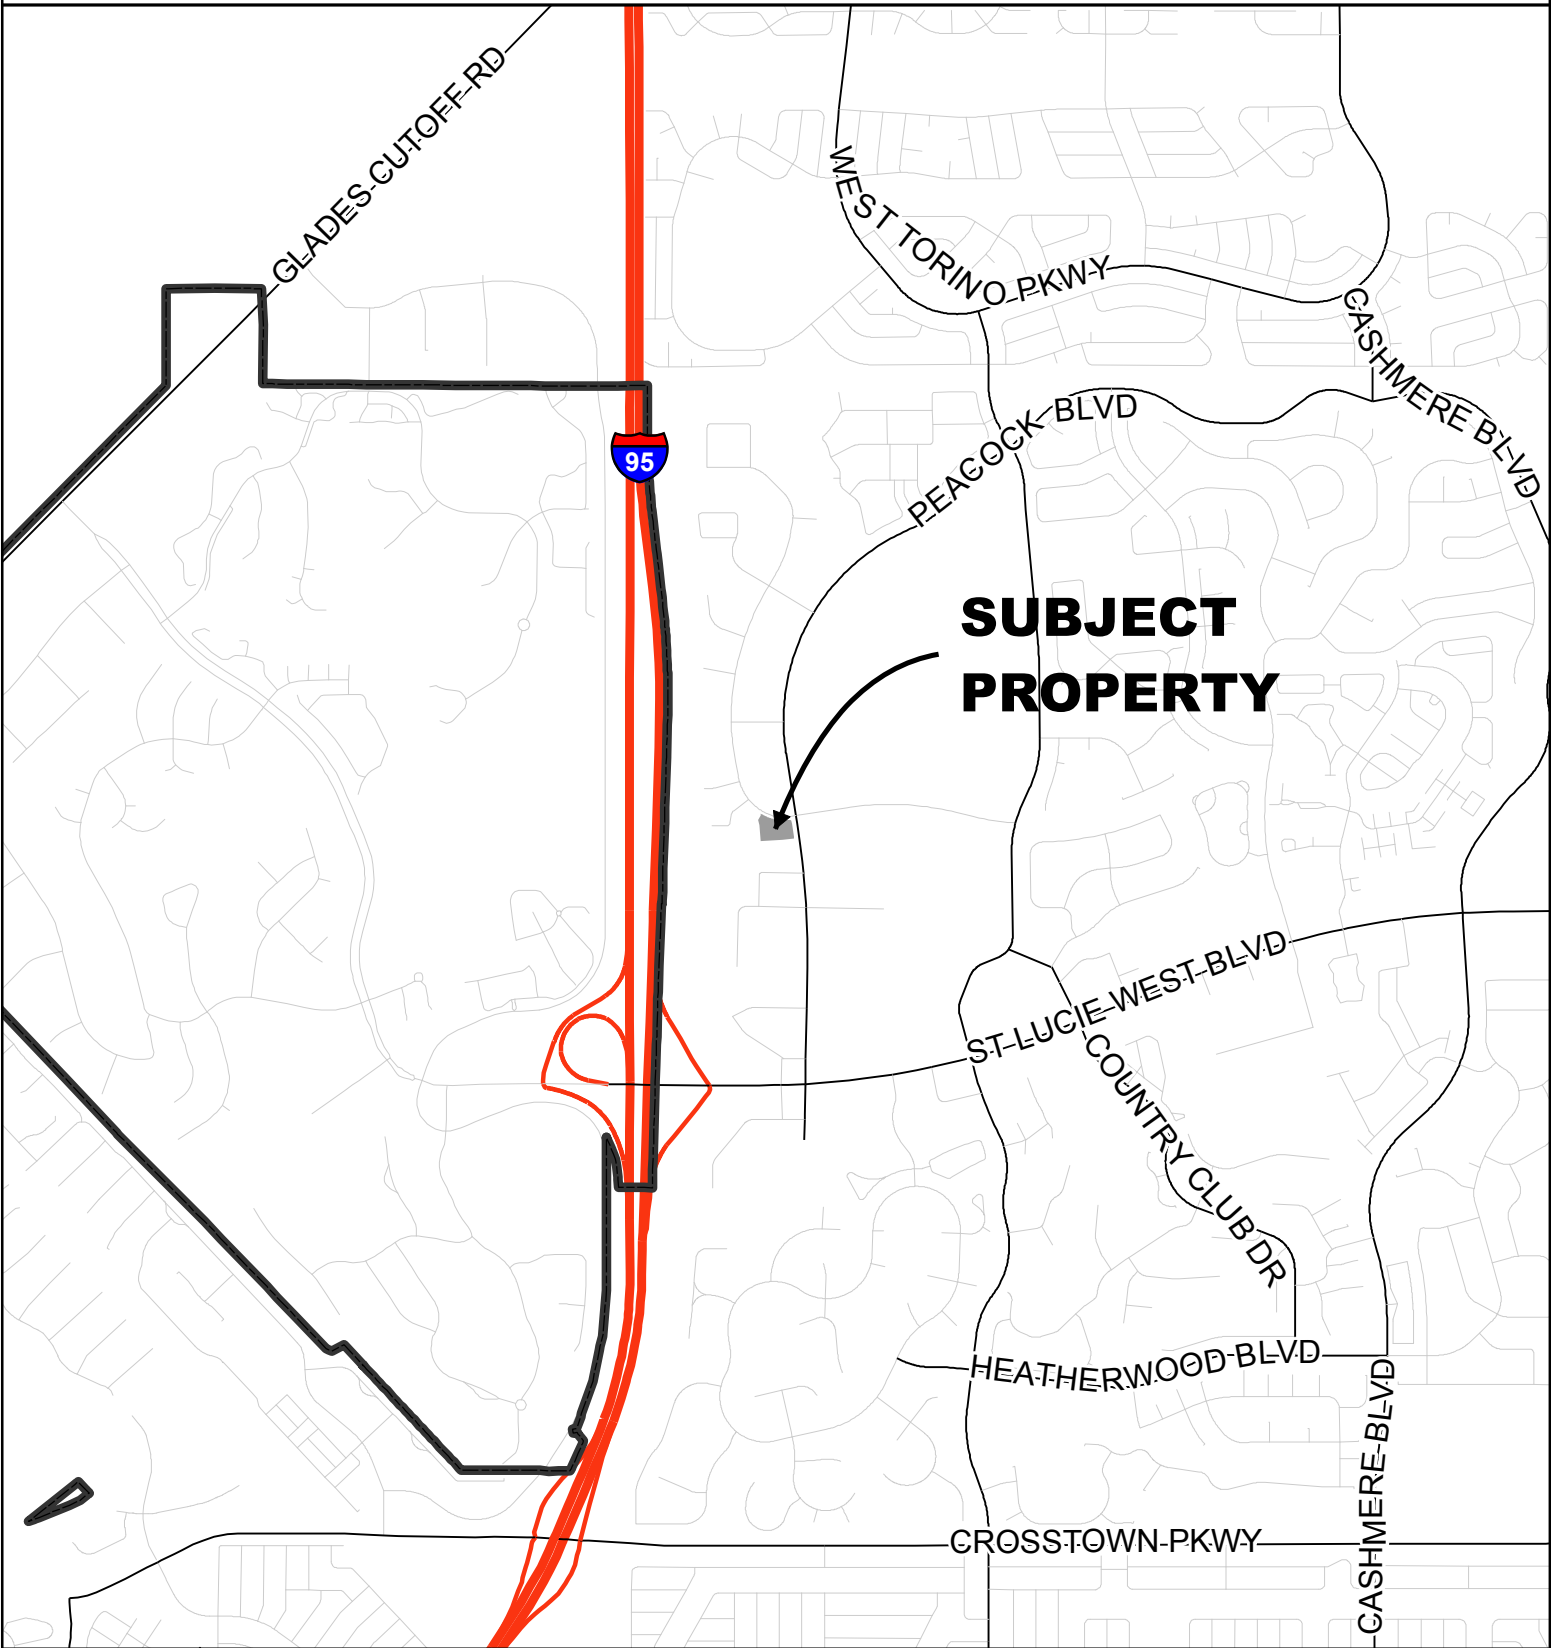 GLADES CUTOFF RD
WEST TORINO PKWY
CASHMERE BLVD
PEACOCK BLVD
95
SUBJECT
PROPERTY
ST LUCIE WEST BLVD
COUNTRY CLUB DR
HEATHERWOOD BLVD
CASHMERE BLVD
CROSSTOWN PKWY